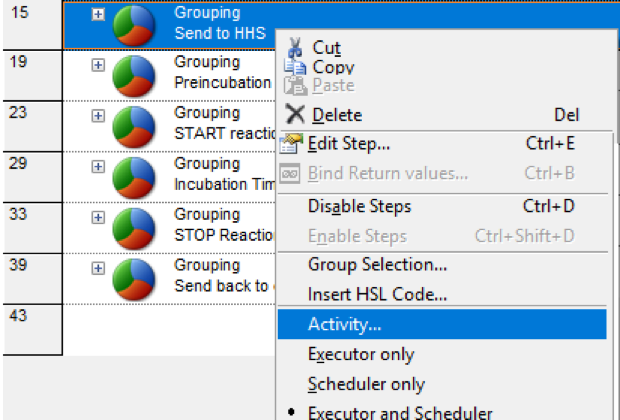 15
Grouping
Send to HHS
19
Grouping
Preincubation
23
Grouping
START reactio
29
Grouping
Incubation Tim
33
Grouping
STOP Reactio
39
Grouping
Send back to
43
Cut
Copy
Paste
Delete Del
Edit Step... Ctrl+E
Bind Return values... Ctrl+B
Disable Steps Ctrl+D
Enable Steps Ctrl+Shift+D
Group Selection...
Insert HSL Code...
Activity...
Executor only
Scheduler only
• Executor and Scheduler